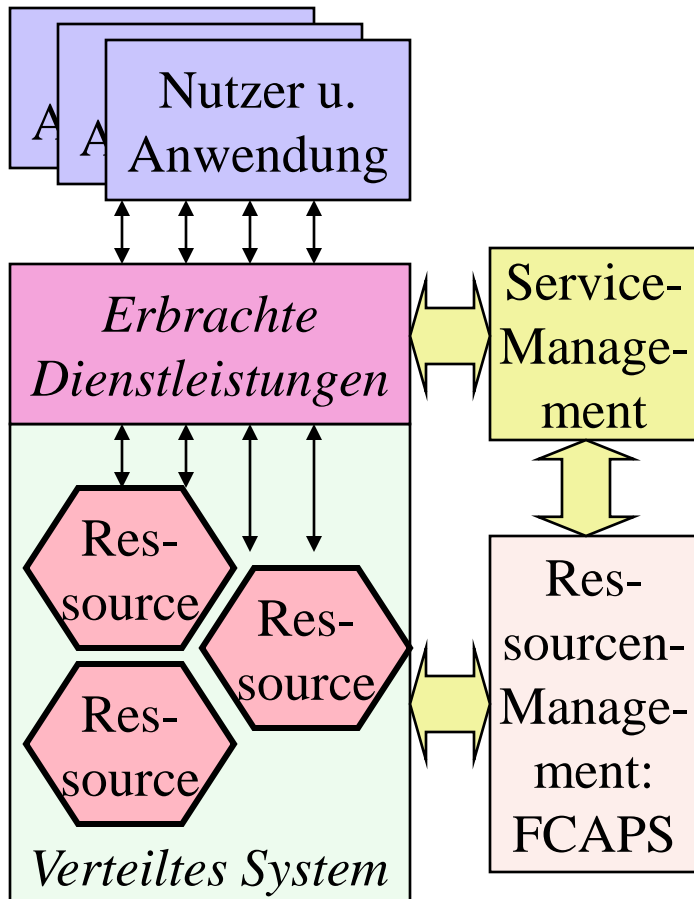 A
A
Nutzer u.
Anwendung
Erbrachte
Dienstleistungen
Service-
Manage-
ment
Res-
source
Res-
source
Res-
source
Verteiltes System
Res-
sourcen-
Manage-
ment:
FCAPS